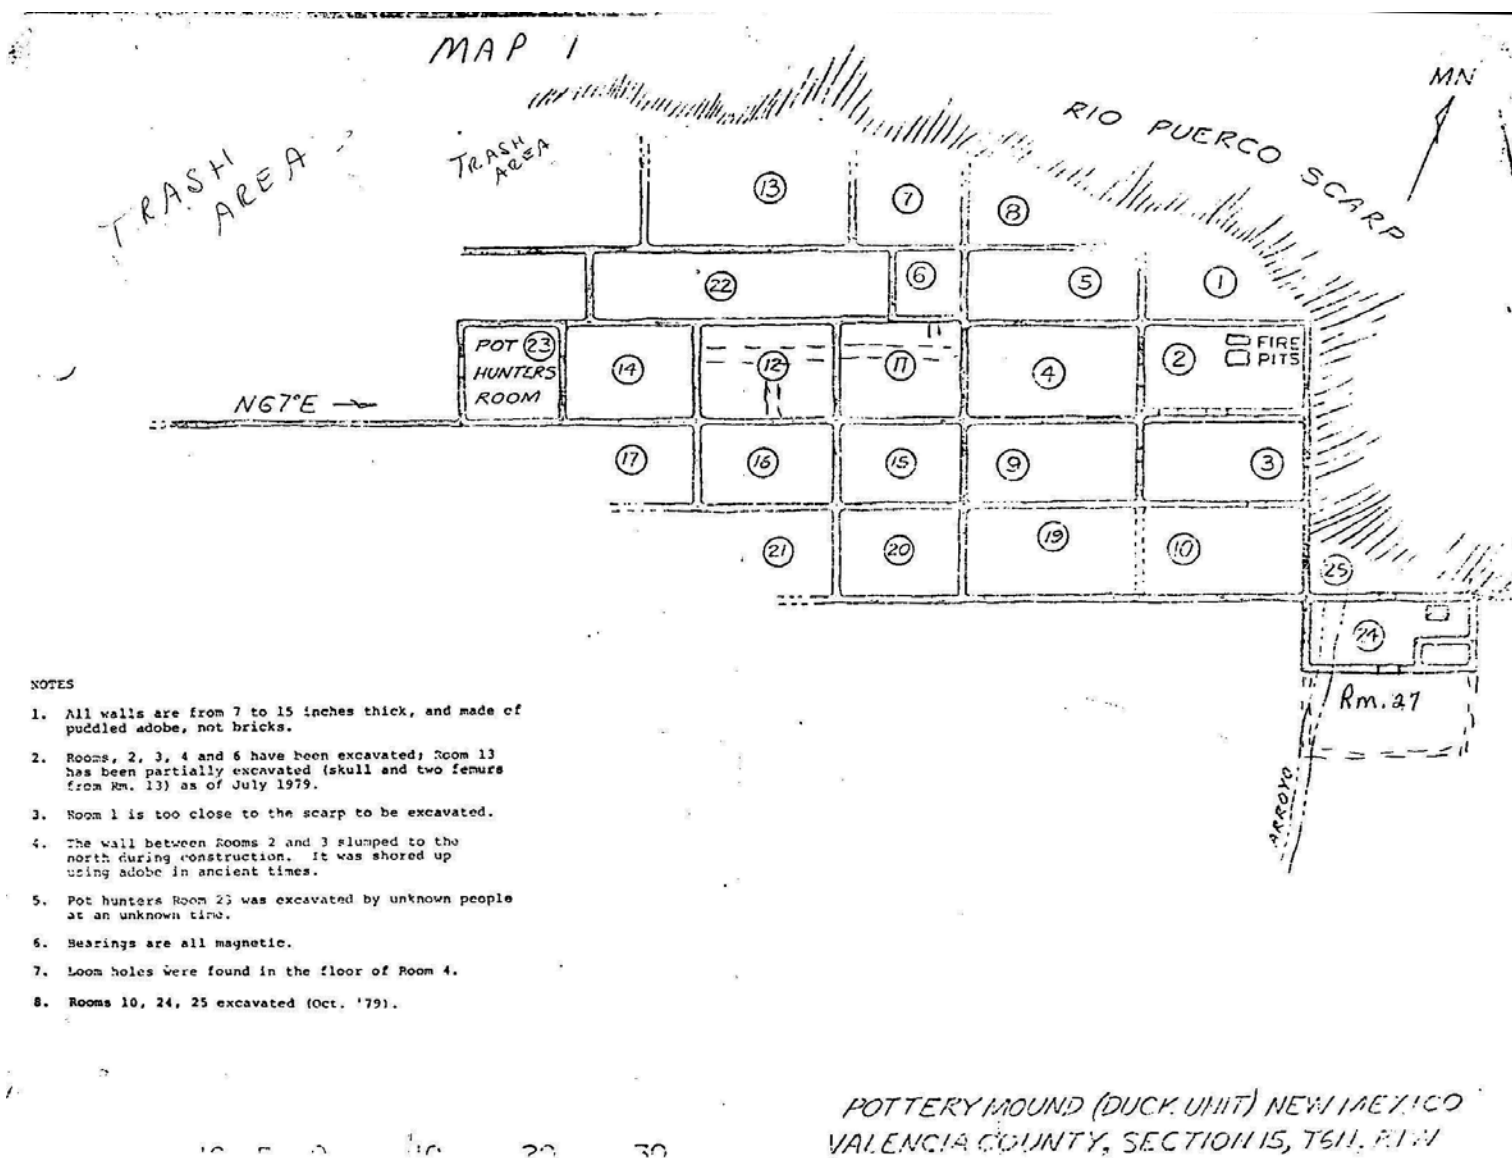 MAP 1
MN
TRASH
AREA
TRASH
AREA
RIO PUERCO SCARP
13
7
8
22
6
5
1
POT 23
HUNTERS
ROOM
14
12
11
4
2
FIRE
PITS
N67°E
17
16
15
9
3
21
20
19
10
25
24
Rm. 27
ARROYO
NOTES
1. All walls are from 7 to 15 inches thick, and made of
puddled adobe, not bricks.
2. Rooms, 2, 3, 4 and 6 have been excavated; Room 13
has been partially excavated (skull and two femurs
from Rm. 13) as of July 1979.
3. Room 1 is too close to the scarp to be excavated.
4. The wall between Rooms 2 and 3 slumped to the
north during construction. It was shored up
using adobe in ancient times.
5. Pot hunters Room 23 was excavated by unknown people
at an unknown time.
6. Bearings are all magnetic.
7. Loom holes were found in the floor of Room 4.
8. Rooms 10, 24, 25 excavated (Oct. '79).
POTTERY MOUND (DUCK UNIT) NEW MEXICO
VALENCIA COUNTY, SECTION 15,
10 5 0 10 20 30